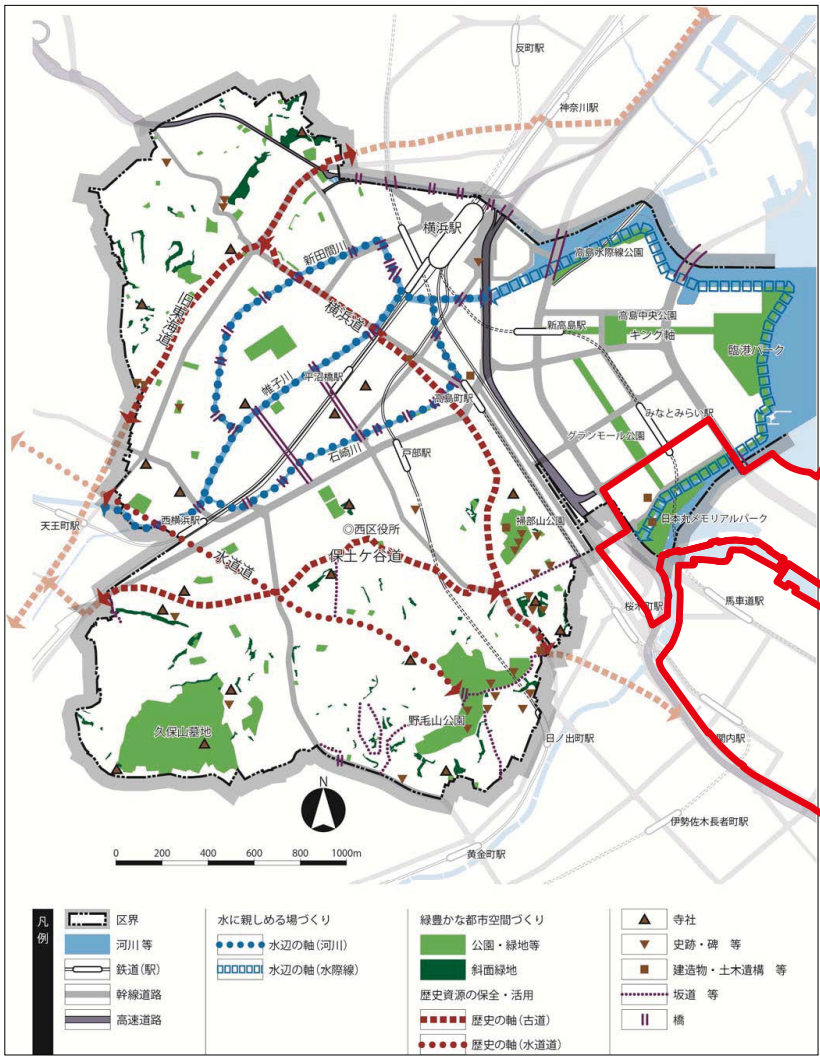 反町駅
神奈川駅
横浜駅
新田間川
高島水際線公園
旧東海道
横浜道
高島中央公園
新高島駅
キング軸
臨港パーク
帷子川
平沼橋駅
高島町駅
みなとみらい駅
グランモール公園
石崎川
戸部駅
天王町駅
西横浜駅
掃部山公園
日本丸メモリアルパーク
◎西区役所
保土ケ谷道
水道道
桜木町駅
馬車道駅
久保山墓地
野毛山公園
日ノ出町駅
関内駅
N
伊勢佐木長者町駅
黄金町駅
0 200 400 600 800 1000m
凡例
区界
河川等
鉄道(駅)
幹線道路
高速道路
水に親しめる場づくり
水辺の軸(河川)
水辺の軸(水際線)
緑豊かな都市空間づくり
公園・緑地等
斜面緑地
歴史資源の保全・活用
歴史の軸(古道)
歴史の軸(水道道)
寺社
史跡・碑 等
建造物・土木遺構 等
坂道 等
橋